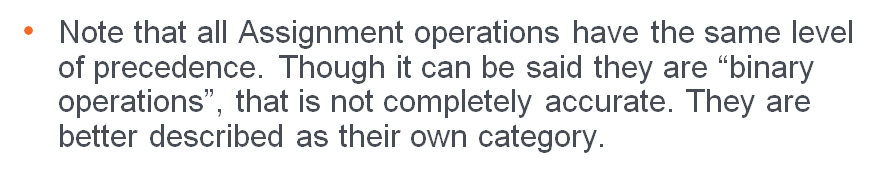 • Note that all Assignment operations have the same level
of precedence. Though it can be said they are “binary
operations”, that is not completely accurate. They are
better described as their own category.